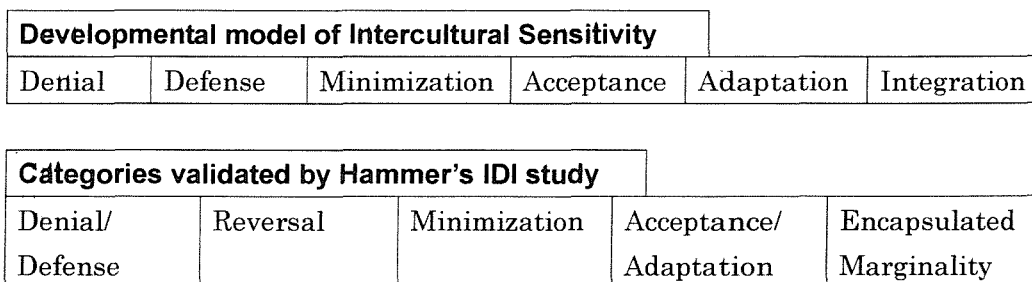 Developmental model of Intercultural Sensitivity
Denial Defense Minimization Acceptance Adaptation Integration
Categories validated by Hammer's IDI study
Denial/ Reversal Minimization Acceptance/ Encapsulated
Defense Adaptation Marginality